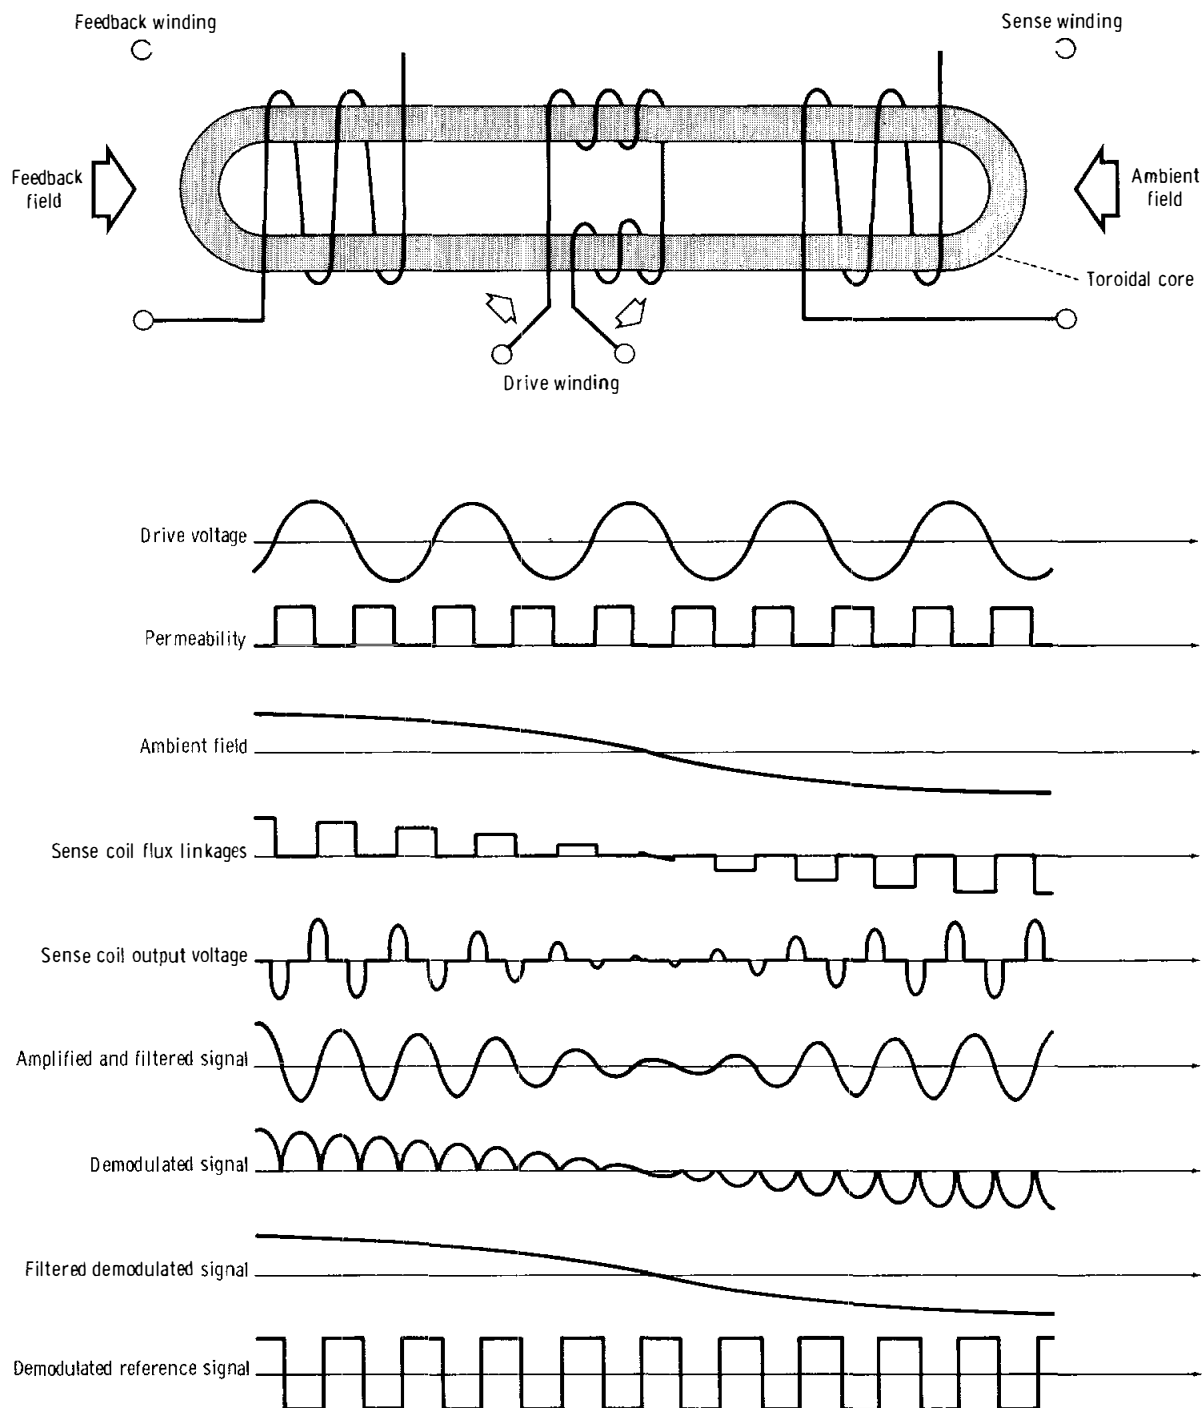 Feedback winding
Sense winding
Feedback
field
Ambient
field
Toroidal core
Drive winding
Drive voltage
Permeability
Ambient field
Sense coil flux linkages
Sense coil output voltage
Amplified and filtered signal
Demodulated signal
Filtered demodulated signal
Demodulated reference signal